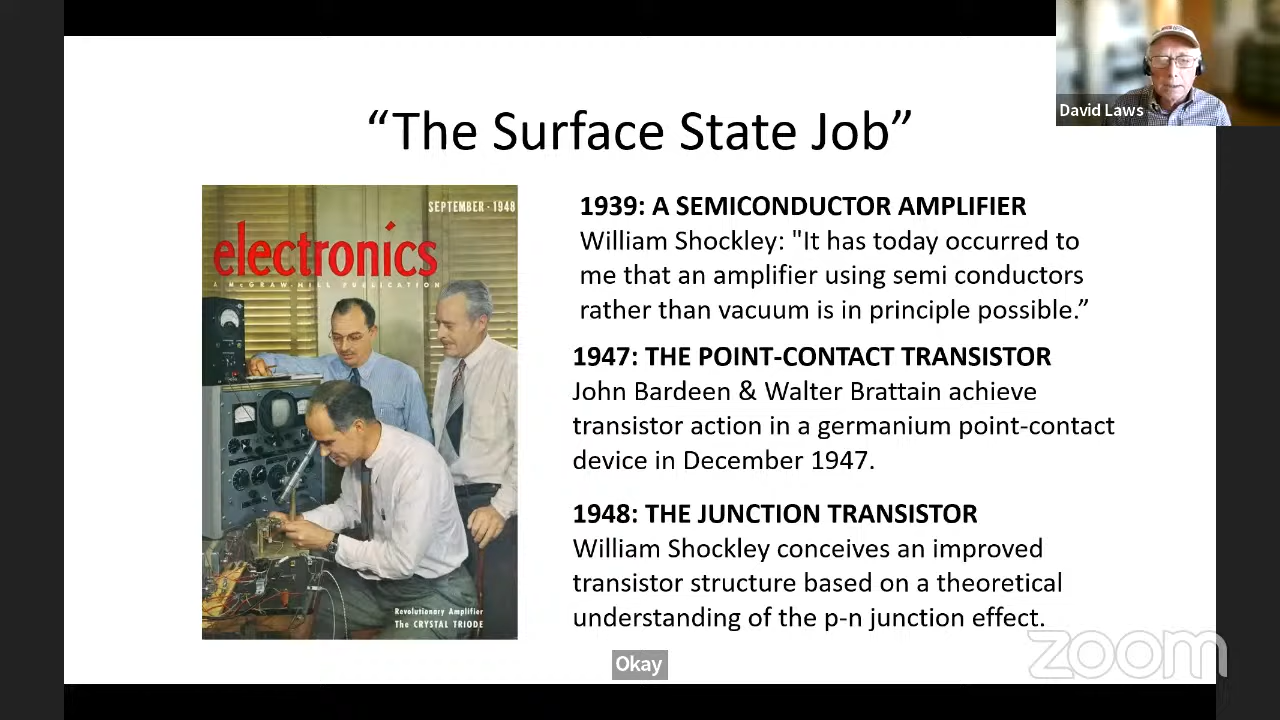 David Laws
“The Surface State Job”
SEPTEMBER · 1948
electronics
A McGRAW-HILL PUBLICATION
Revolutionary Amplifier
The CRYSTAL TRIODE
1939: A SEMICONDUCTOR AMPLIFIER
William Shockley: "It has today occurred to
me that an amplifier using semi conductors
rather than vacuum is in principle possible.”
1947: THE POINT-CONTACT TRANSISTOR
John Bardeen & Walter Brattain achieve
transistor action in a germanium point-contact
device in December 1947.
1948: THE JUNCTION TRANSISTOR
William Shockley conceives an improved
transistor structure based on a theoretical
understanding of the p-n junction effect.
Okay
zoom